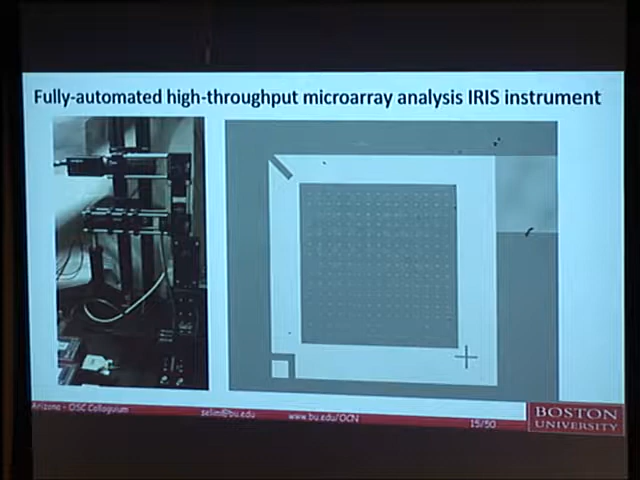 Fully-automated high-throughput microarray analysis IRIS instrument
Arizona - OSC Colloquium
selim@bu.edu
www.bu.edu/OCN
15/50
BOSTON
UNIVERSITY